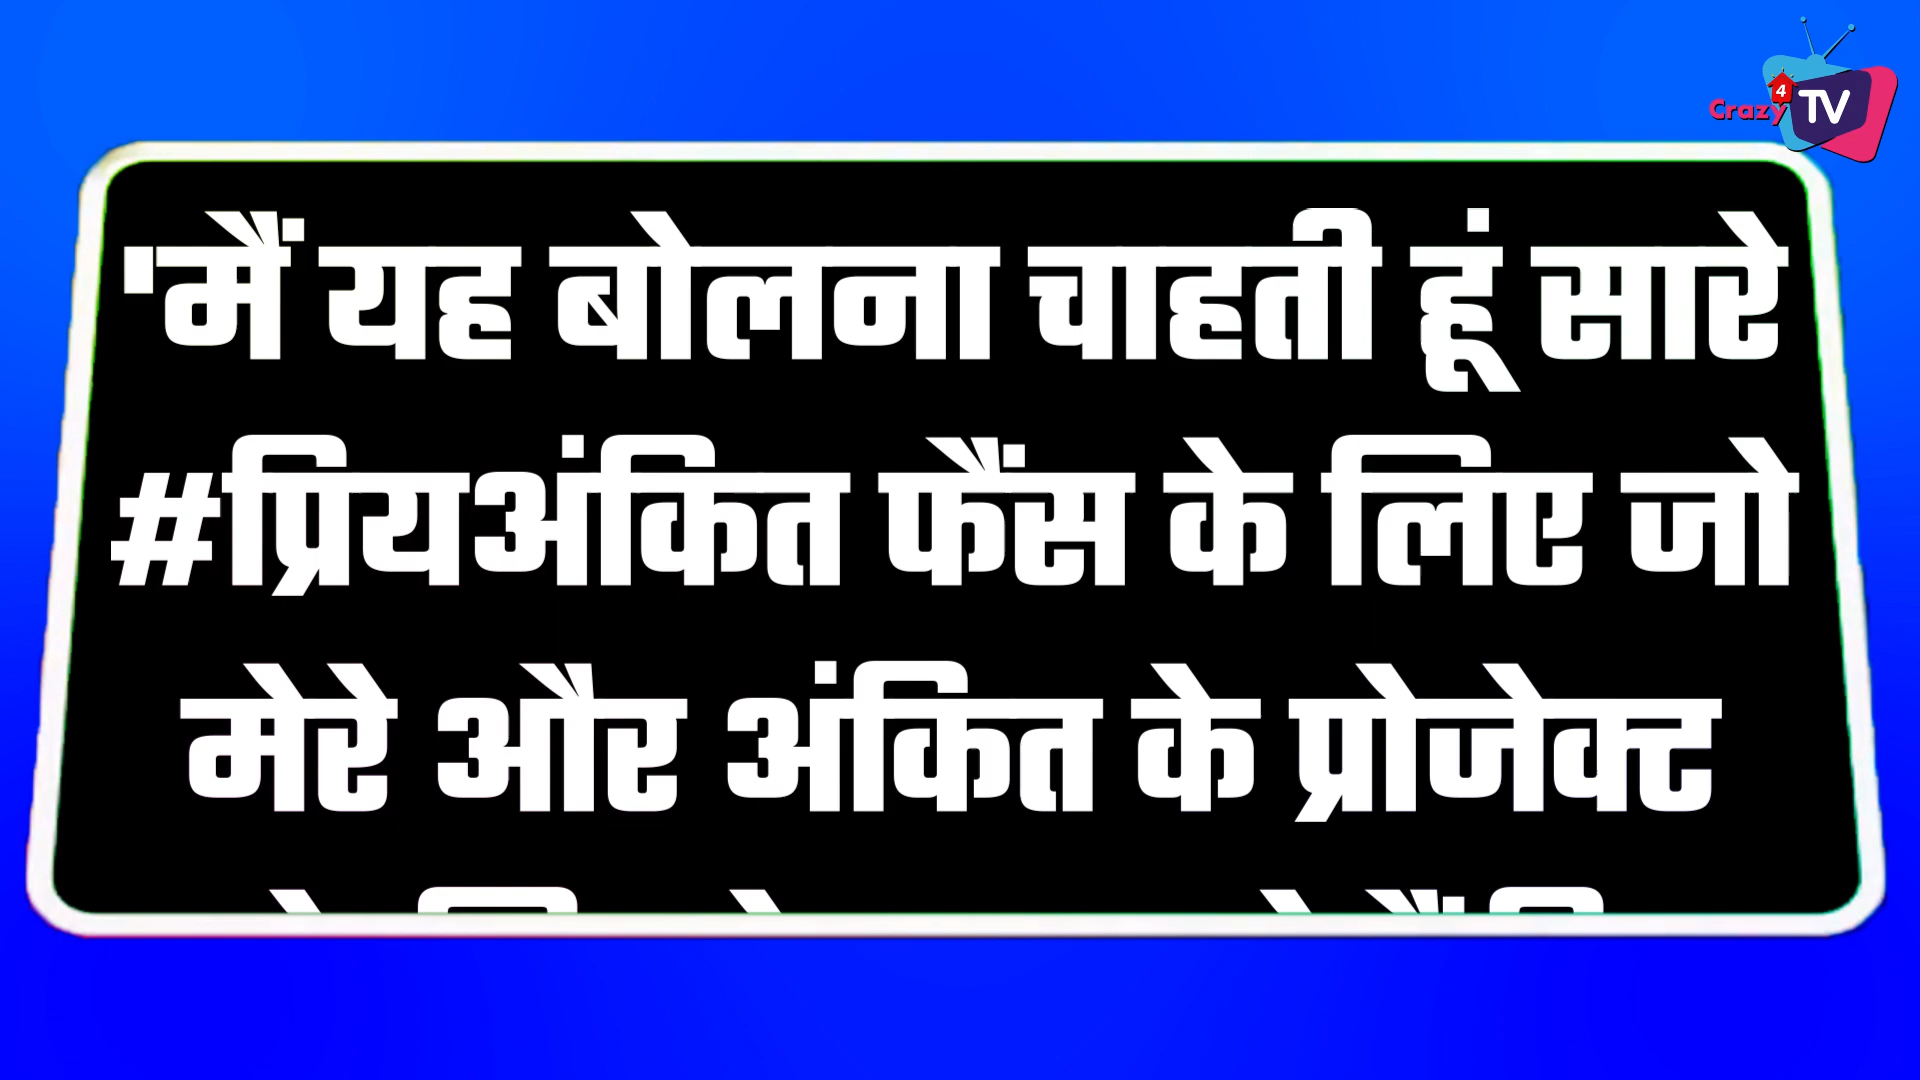 Crazy 4 TV
'मैं यह बोलना चाहती हूं सारे
#प्रियअंकित फैंस के लिए जो
मेरे और अंकित के प्रोजेक्ट